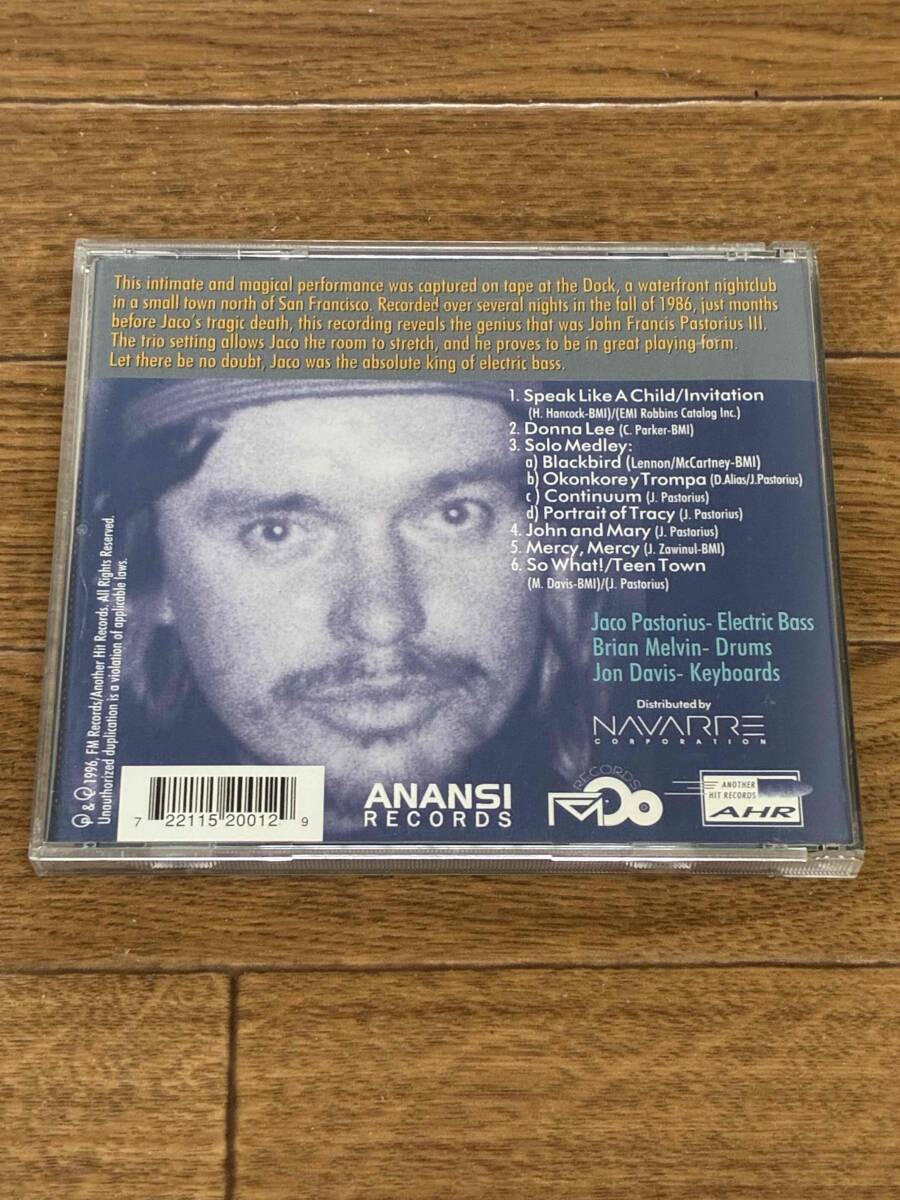 This intimate and magical performance was captured on tape at the Dock, a waterfront nightclub
in a small town north of San Francisco. Recorded over several nights in the fall of 1986, just months
before Jaco's tragic death, this recording reveals the genius that was John Francis Pastorius III.
The trio setting allows Jaco the room to stretch, and he proves to be in great playing form.
Let there be no doubt, Jaco was the absolute king of electric bass.
1. Speak Like A Child/Invitation
(H. Hancock-BMI)/(EMI Robbins Catalog Inc.)
2. Donna Lee (C. Parker-BMI)
3. Solo Medley:
a) Blackbird (Lennon/McCartney-BMI)
b) Okonkore y Trompa (D.Alias/J.Pastorius)
c) Continuum (J. Pastorius)
d) Portrait of Tracy (J. Pastorius)
4. John and Mary (J. Pastorius)
5. Mercy, Mercy (J. Zawinul-BMI)
6. So What!/Teen Town
(M. Davis-BMI)/(J. Pastorius)
Jaco Pastorius- Electric Bass
Brian Melvin- Drums
Jon Davis- Keyboards
Distributed by
NAVARRE
CORPORATION
℗ & © 1996, FM Records/Another Hit Records, All Rights Reserved.
Unauthorized duplication is a violation of applicable laws.
7 22115 20012 9
ANANSI
RECORDS
RECORDS
ANOTHER
HIT RECORDS
AHR